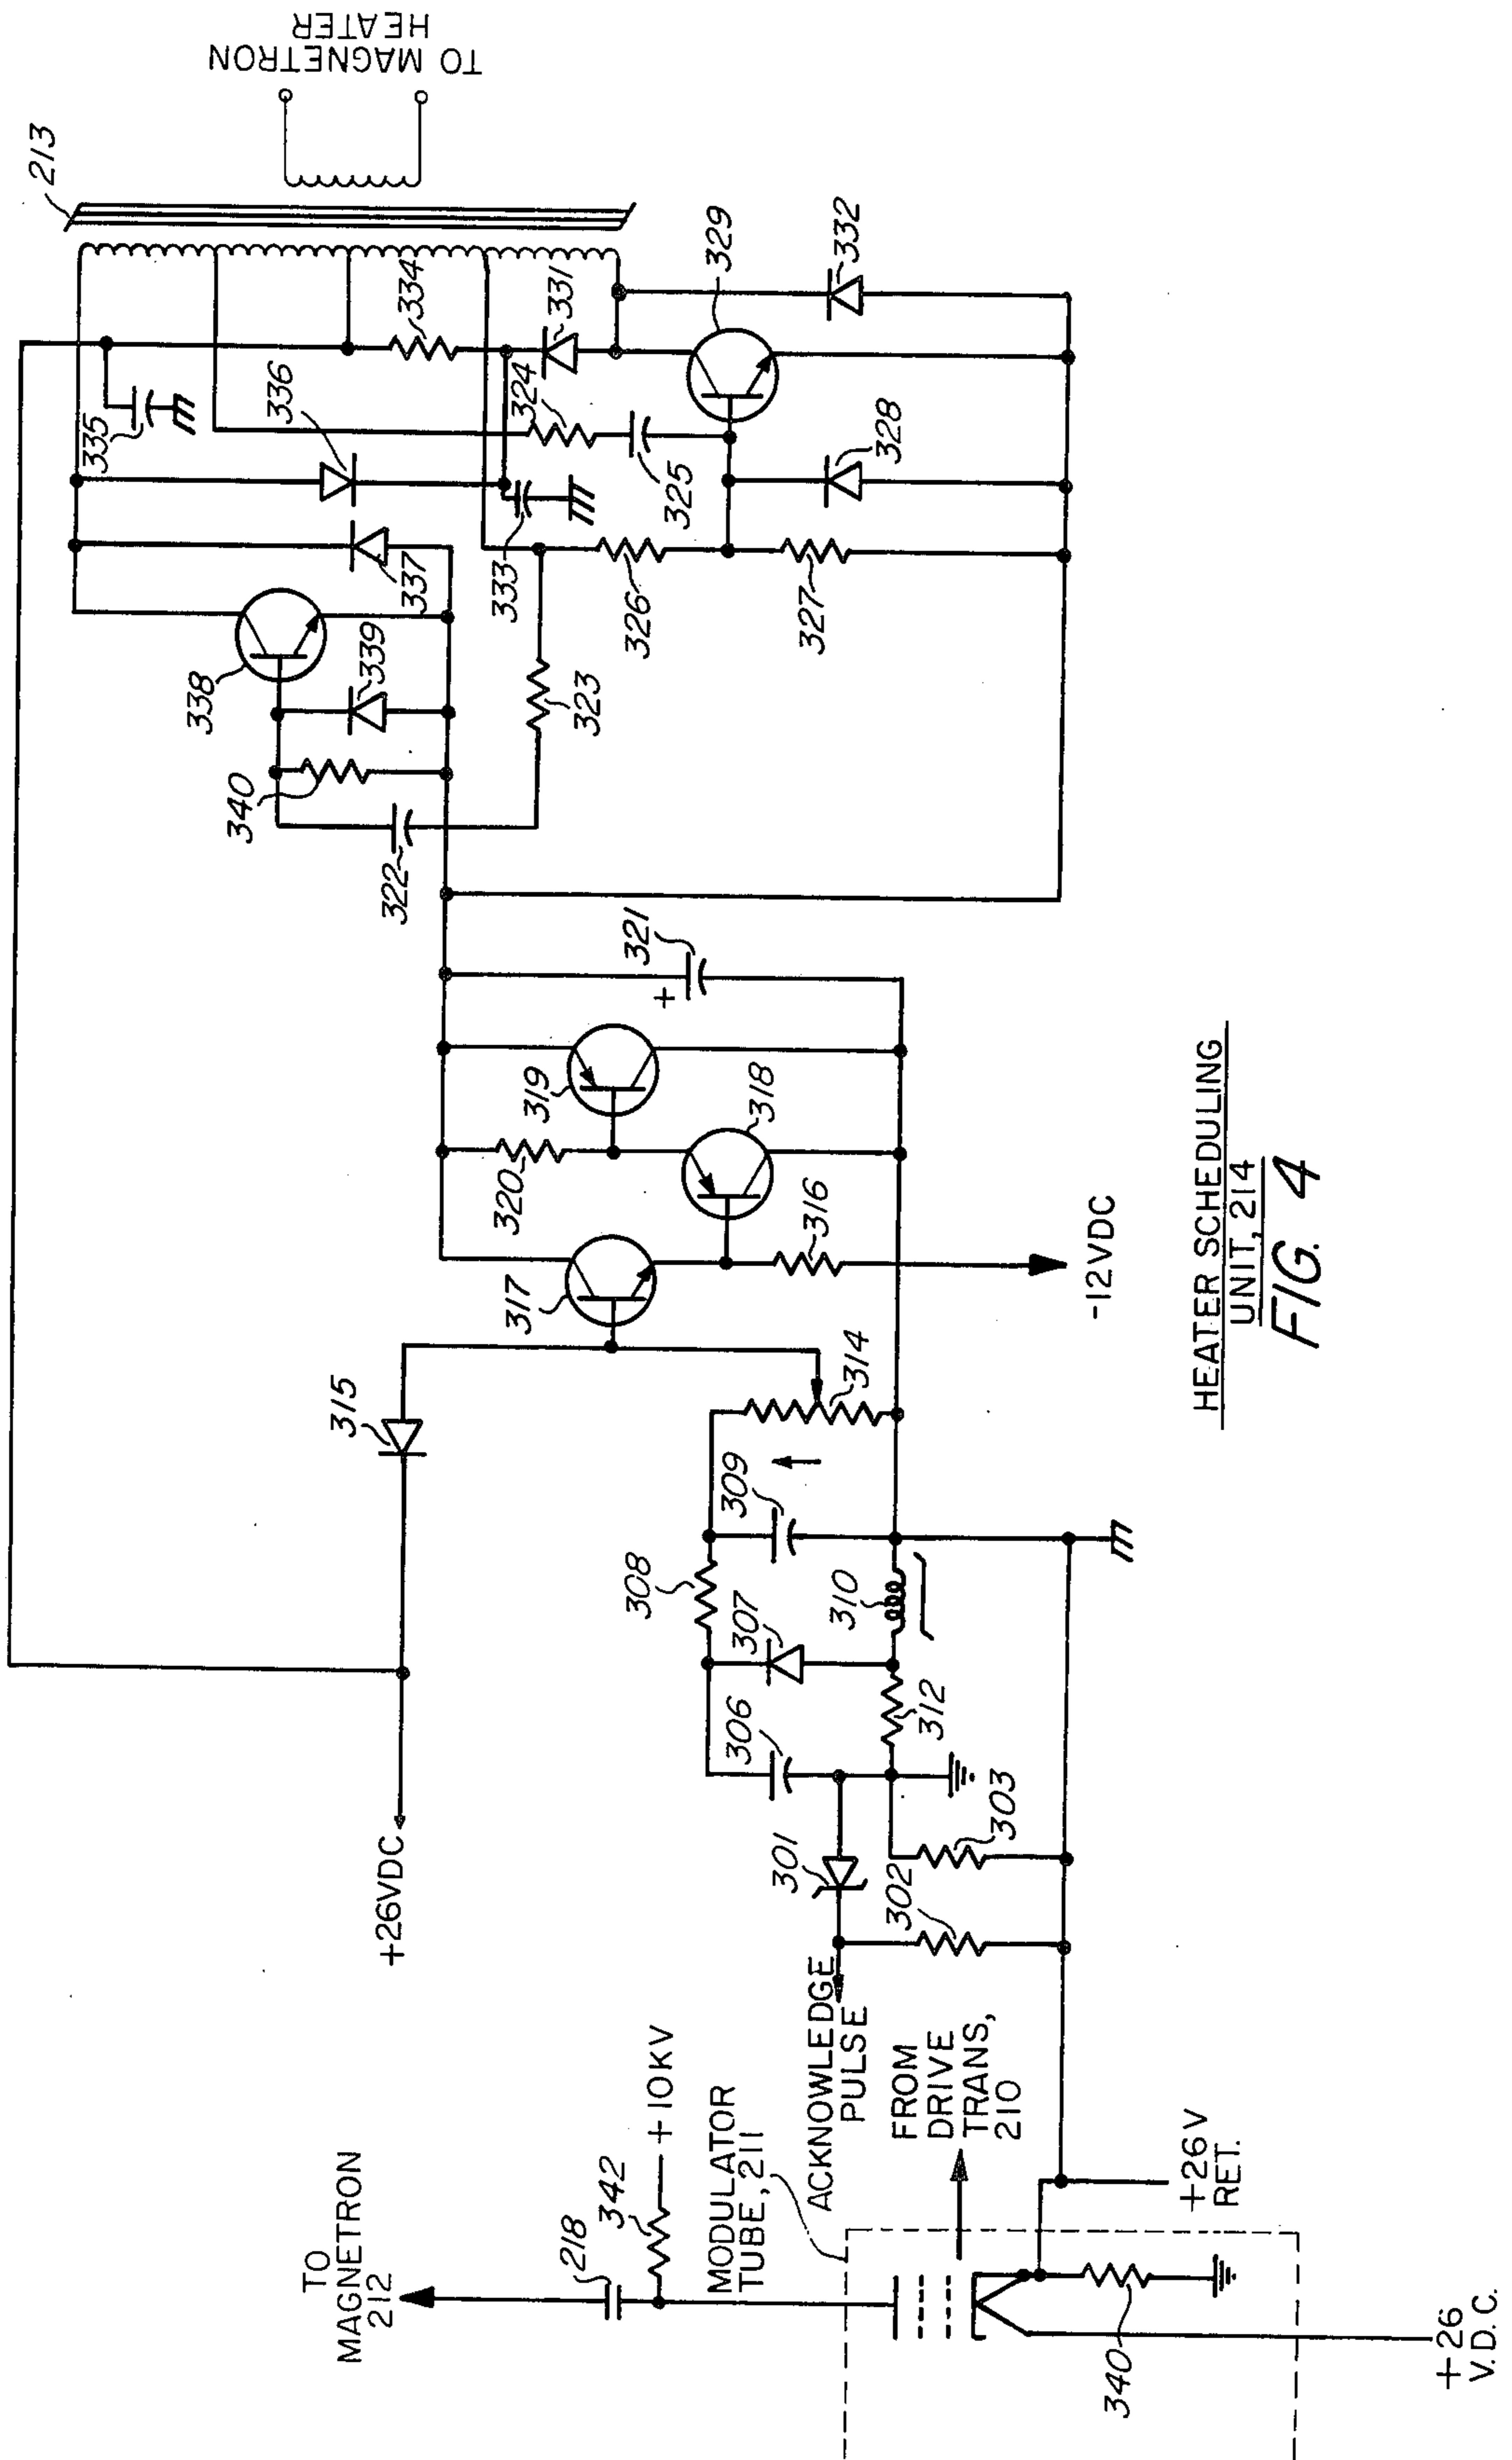 TO MAGNETRON
HEATER
213
334
331
332
329
335
336
324
325
328
337
333
326
327
338
339
323
340
322
321
319
318
320
316
317
-12VDC
315
314
309
308
307
310
306
312
+26VDC
301
303
302
ACKNOWLEDGE
PULSE
FROM
DRIVE
TRANS,
210
+10KV
342
218
MODULATOR
TUBE, 211
TO
MAGNETRON
212
+26V
RET.
340
+26
V.D.C.
HEATER SCHEDULING
UNIT, 214
FIG. 4